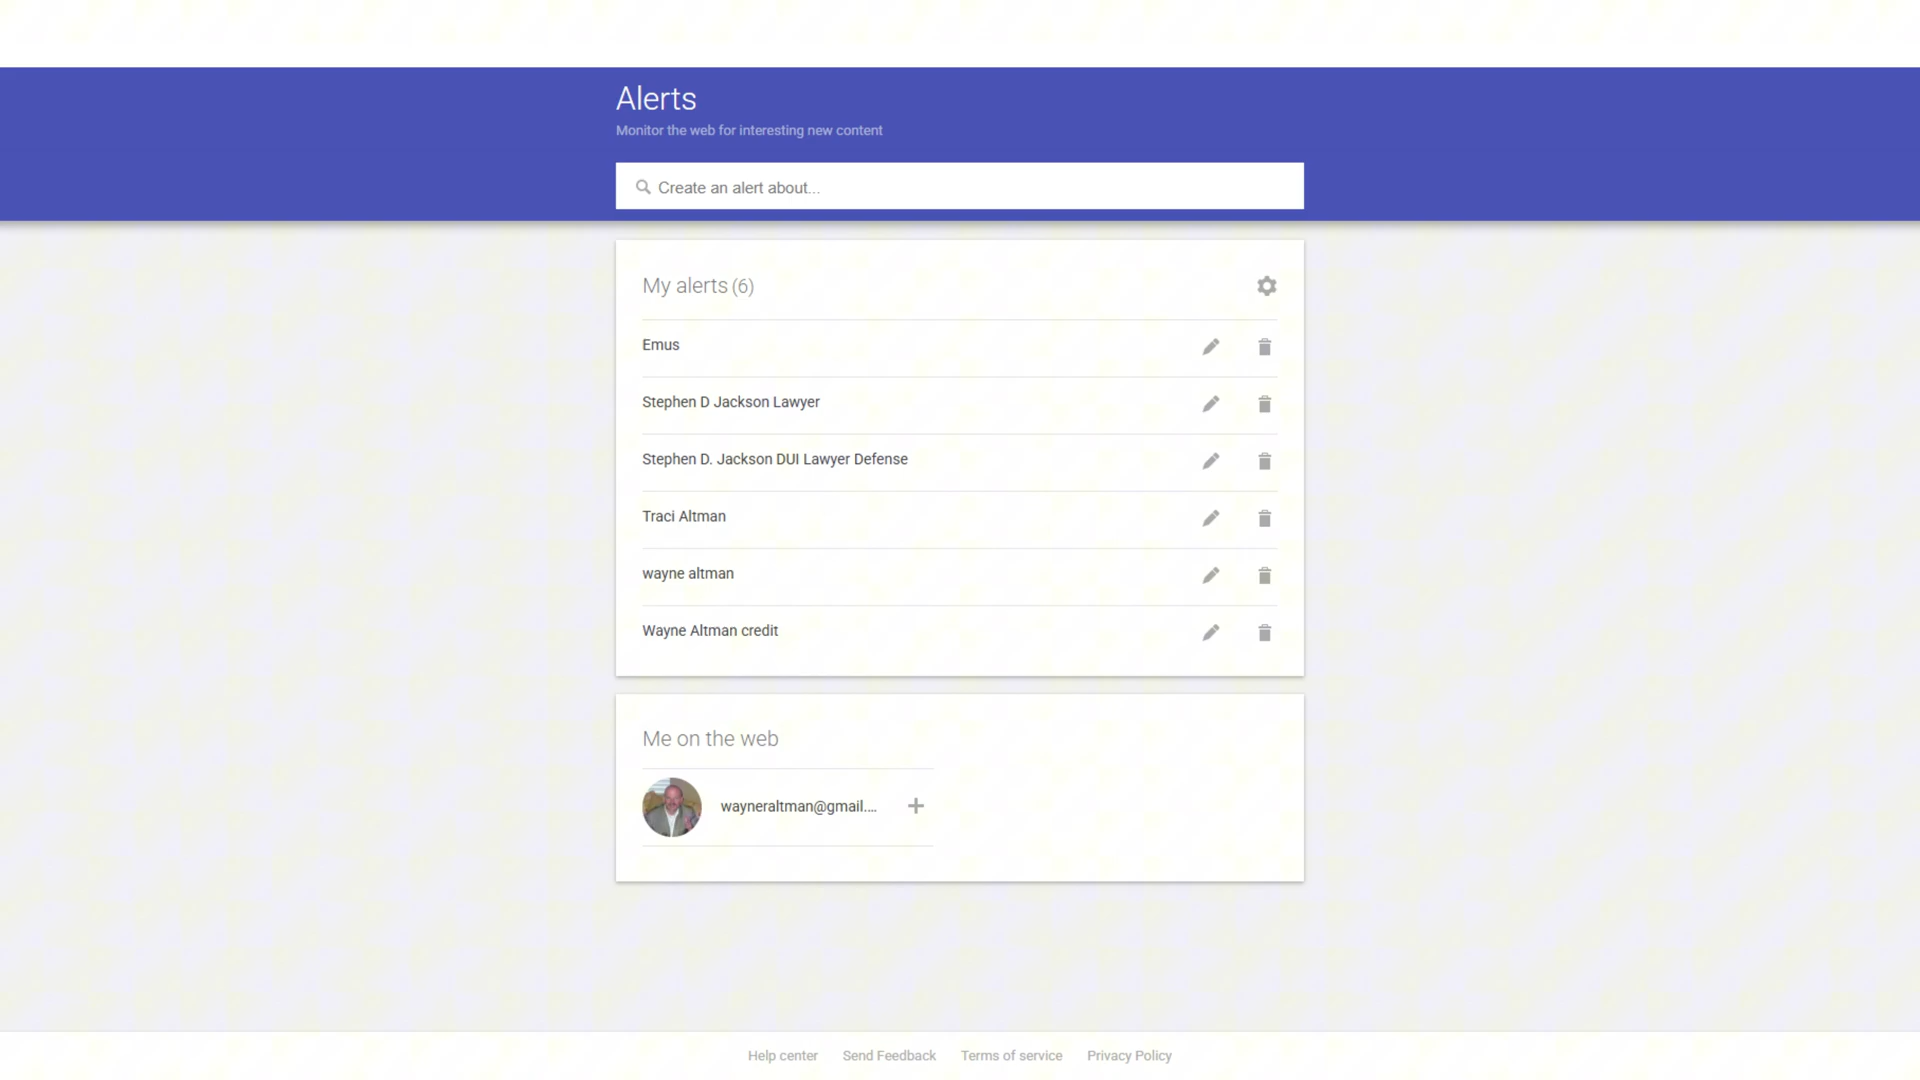 Alerts
Monitor the web for interesting new content
Create an alert about...
My alerts (6)
Emus
Stephen D Jackson Lawyer
Stephen D. Jackson DUI Lawyer Defense
Traci Altman
wayne altman
Wayne Altman credit
Me on the web
wayneraltman@gmail....
Help center Send Feedback Terms of service Privacy Policy